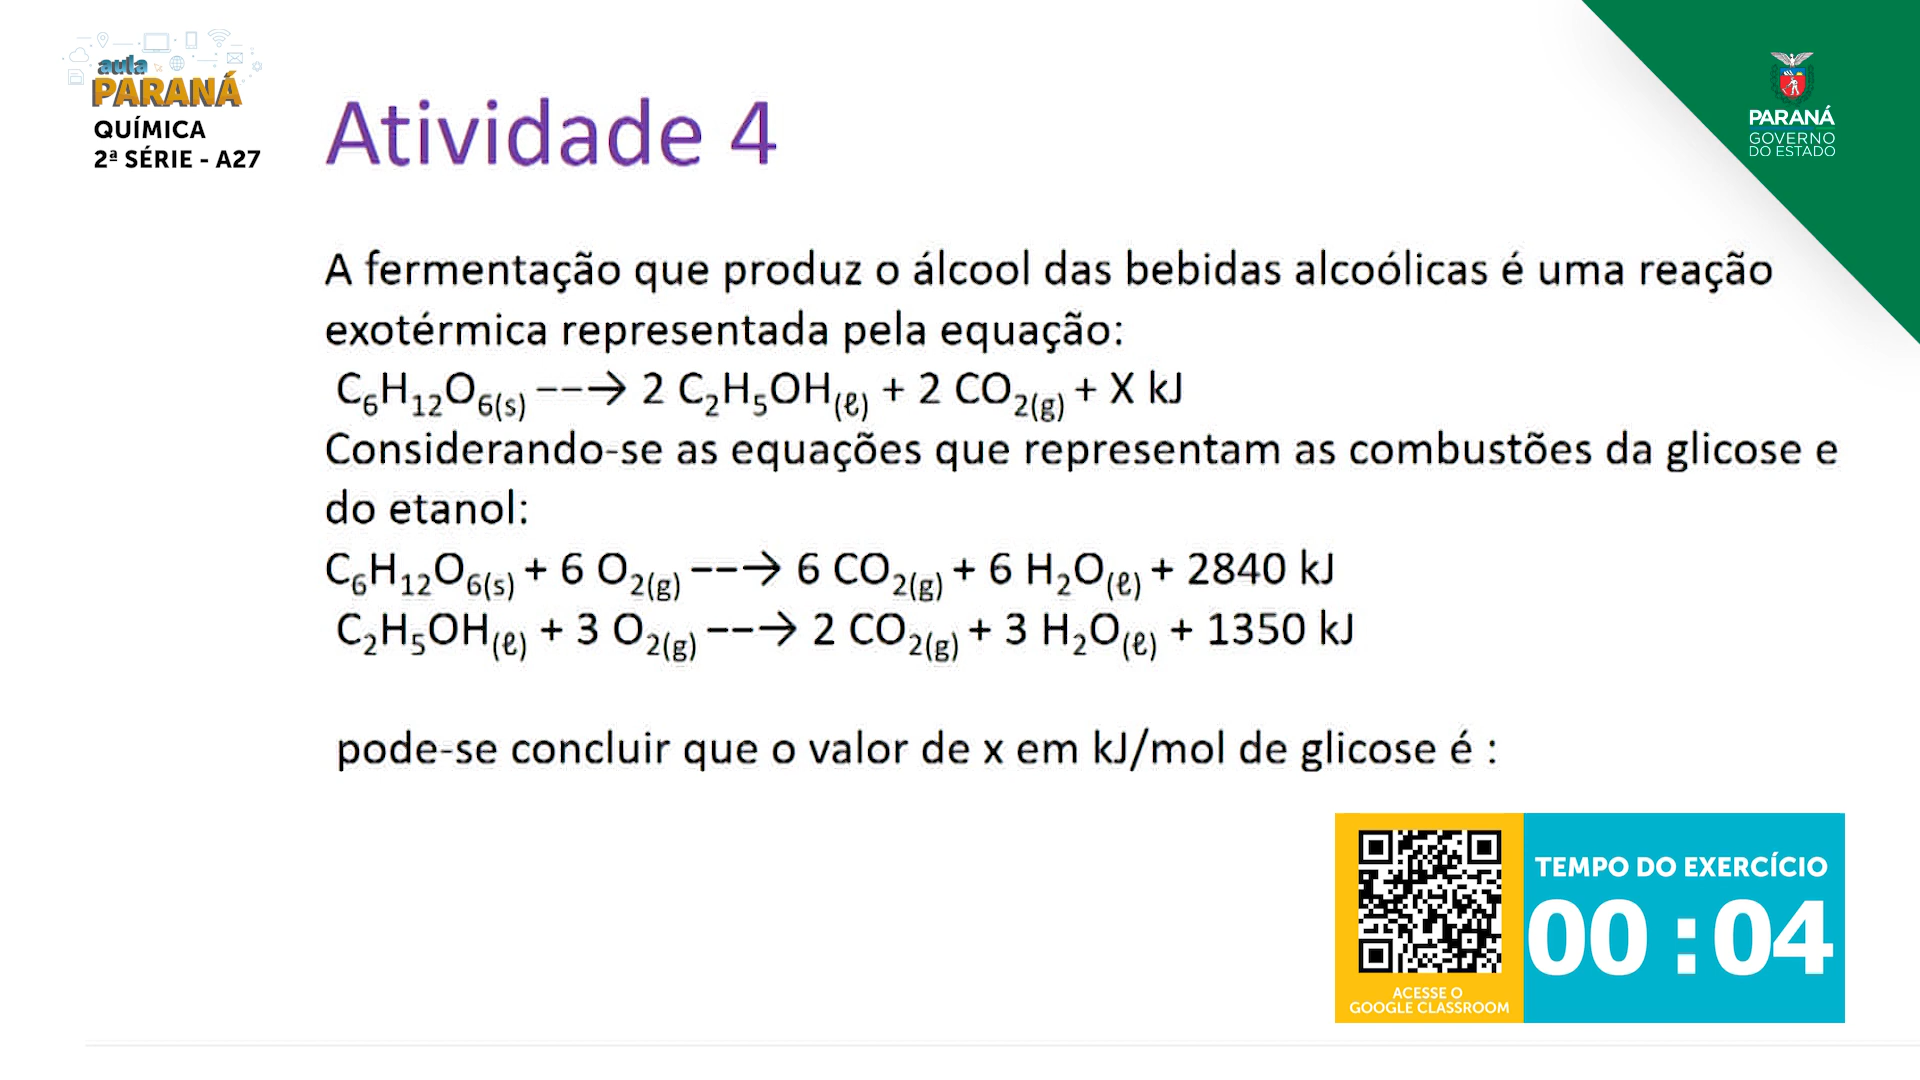 aula
PARANÁ
QUÍMICA
2ª SÉRIE - A27
Atividade 4
PARANÁ
GOVERNO
DO ESTADO
A fermentação que produz o álcool das bebidas alcoólicas é uma reação
exotérmica representada pela equação:
C₆H₁₂O₆₍ₛ₎ −−→ 2 C₂H₅OH₍ℓ₎ + 2 CO₂₍g₎ + X kJ
Considerando-se as equações que representam as combustões da glicose e
do etanol:
C₆H₁₂O₆₍ₛ₎ + 6 O₂₍g₎ −−→ 6 CO₂₍g₎ + 6 H₂O₍ℓ₎ + 2840 kJ
C₂H₅OH₍ℓ₎ + 3 O₂₍g₎ −−→ 2 CO₂₍g₎ + 3 H₂O₍ℓ₎ + 1350 kJ
pode-se concluir que o valor de x em kJ/mol de glicose é :
TEMPO DO EXERCÍCIO
00 : 04
ACESSE O
GOOGLE CLASSROOM